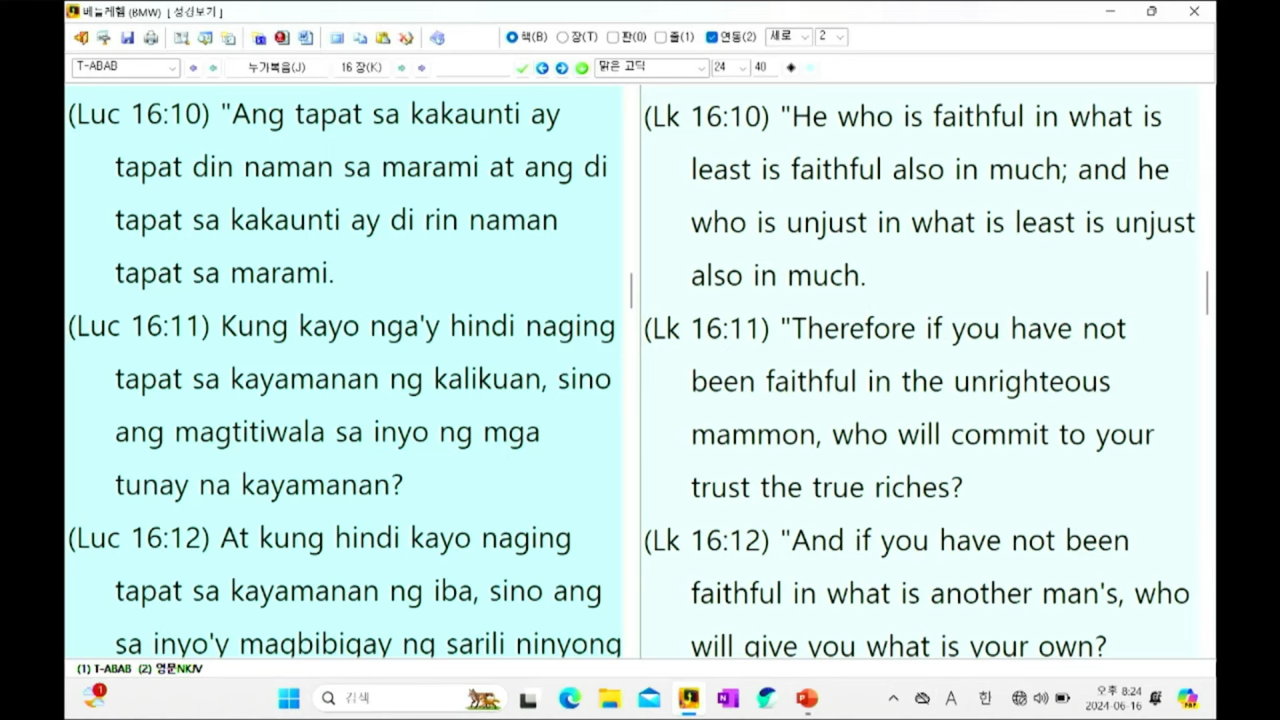 베들레헴 (BMW) [ 성경보기 ]
책(B) 장(T) 판(0) 줄(1) 연동(2) 세로 2
T-ABAB 누가복음(J) 16 장(K) 맑은 고딕 24 40
(Luc 16:10) "Ang tapat sa kakaunti ay
tapat din naman sa marami at ang di
tapat sa kakaunti ay di rin naman
tapat sa marami.
(Luc 16:11) Kung kayo nga'y hindi naging
tapat sa kayamanan ng kalikuan, sino
ang magtitiwala sa inyo ng mga
tunay na kayamanan?
(Luc 16:12) At kung hindi kayo naging
tapat sa kayamanan ng iba, sino ang
sa inyo'y magbibigay ng sarili ninyong
(Lk 16:10) "He who is faithful in what is
least is faithful also in much; and he
who is unjust in what is least is unjust
also in much.
(Lk 16:11) "Therefore if you have not
been faithful in the unrighteous
mammon, who will commit to your
trust the true riches?
(Lk 16:12) "And if you have not been
faithful in what is another man's, who
will give you what is your own?
(1) T-ABAB (2) 영문NKJV
1
검색
A 한
오후 8:24
2024-06-16